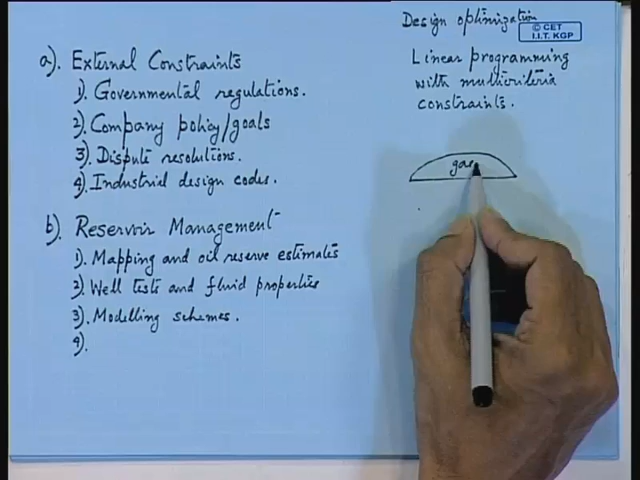 Design optimization
© CET
I.I.T. KGP
a). External Constraints
1). Governmental regulations.
2). Company policy/goals
3). Dispute resolutions.
4). Industrial design codes.
Linear programming
with multicriteria
constraints.
gas
b). Reservoir Management
1). Mapping and oil reserve estimates
2). Well tests and fluid properties
3). Modelling schemes.
4).